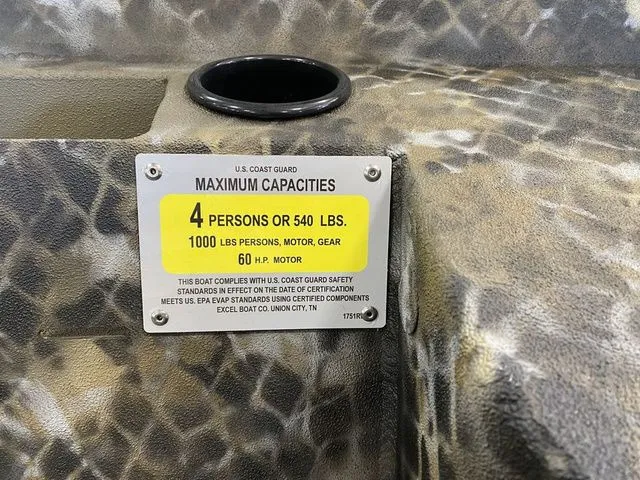 U.S. COAST GUARD
MAXIMUM CAPACITIES
4 PERSONS OR 540 LBS.
1000 LBS PERSONS, MOTOR, GEAR
60 H.P. MOTOR
THIS BOAT COMPLIES WITH U.S. COAST GUARD SAFETY
STANDARDS IN EFFECT ON THE DATE OF CERTIFICATION
MEETS US. EPA EVAP STANDARDS USING CERTIFIED COMPONENTS
EXCEL BOAT CO. UNION CITY, TN